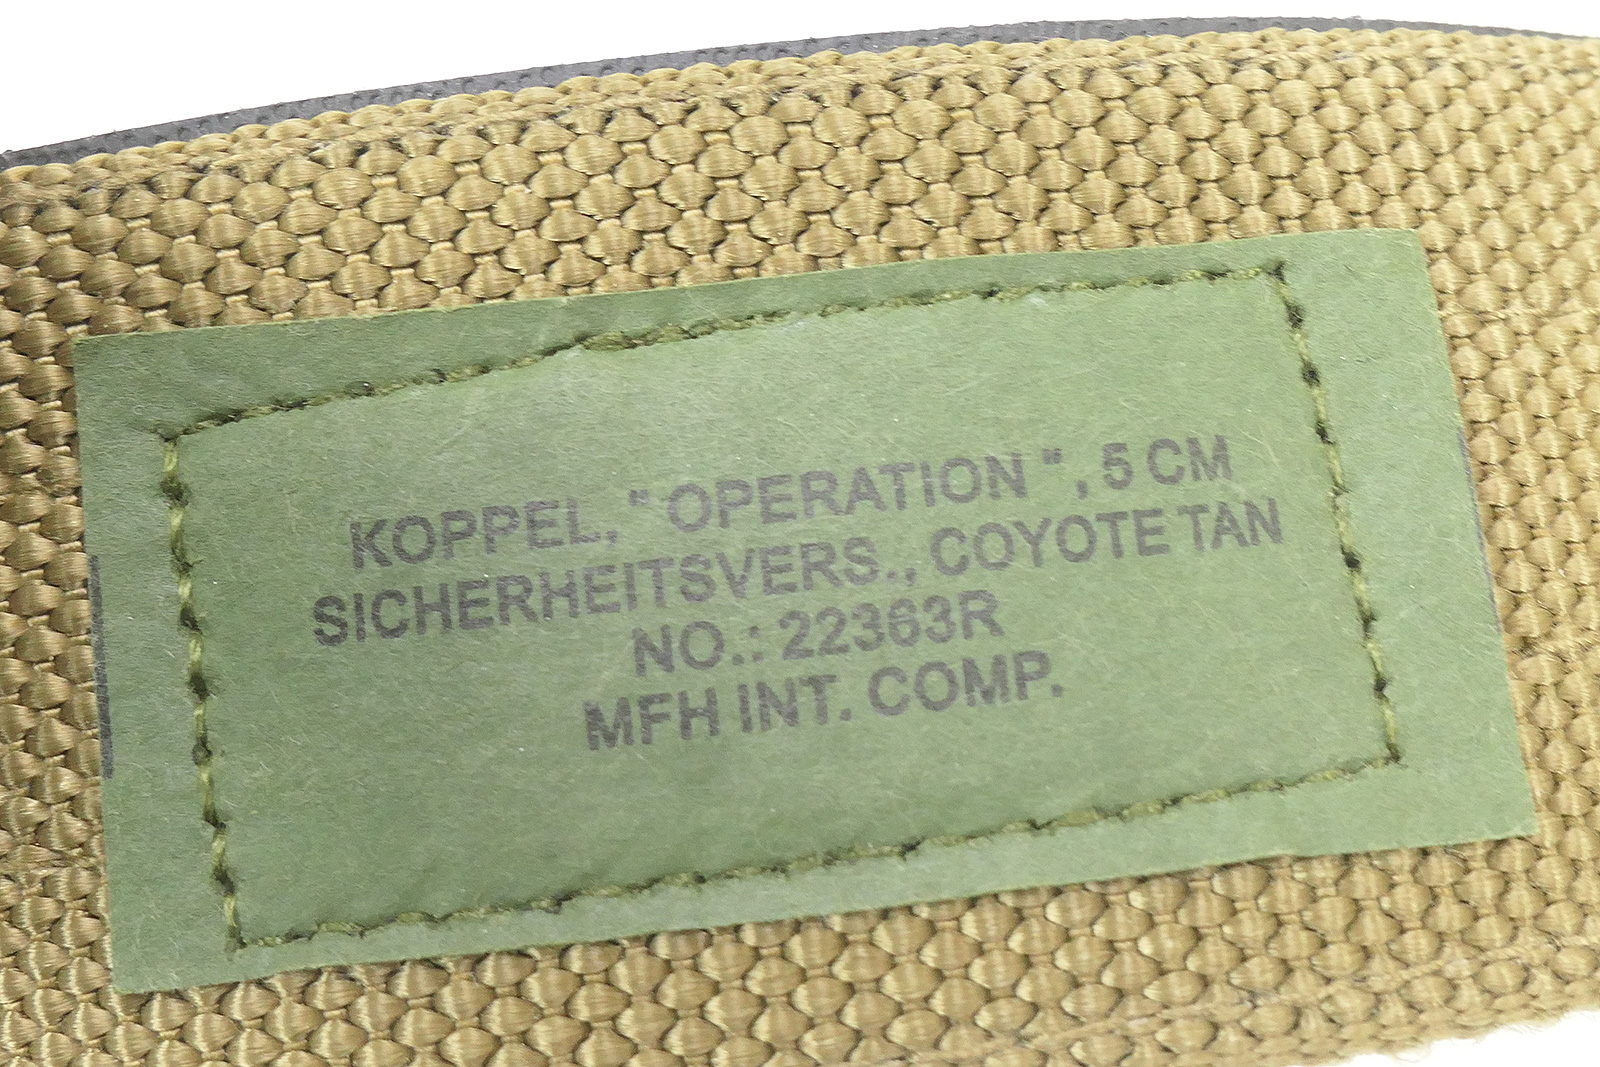 KOPPEL, " OPERATION ", 5 CM
SICHERHEITSVERS., COYOTE TAN
NO.: 22363R
MFH INT. COMP.